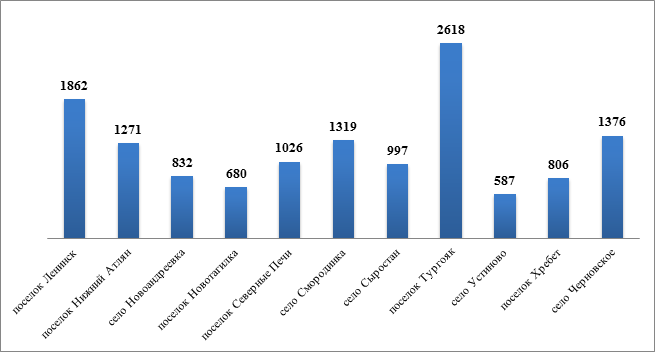 1862
1271
832
680
1026
1319
997
2618
587
806
1376
поселок Ленинск
поселок Нижний Атлян
село Новоандреевка
поселок Новотагилка
поселок Северные Печи
село Смородинка
село Сыростан
поселок Тургояк
село Устиново
поселок Хребет
село Черновское